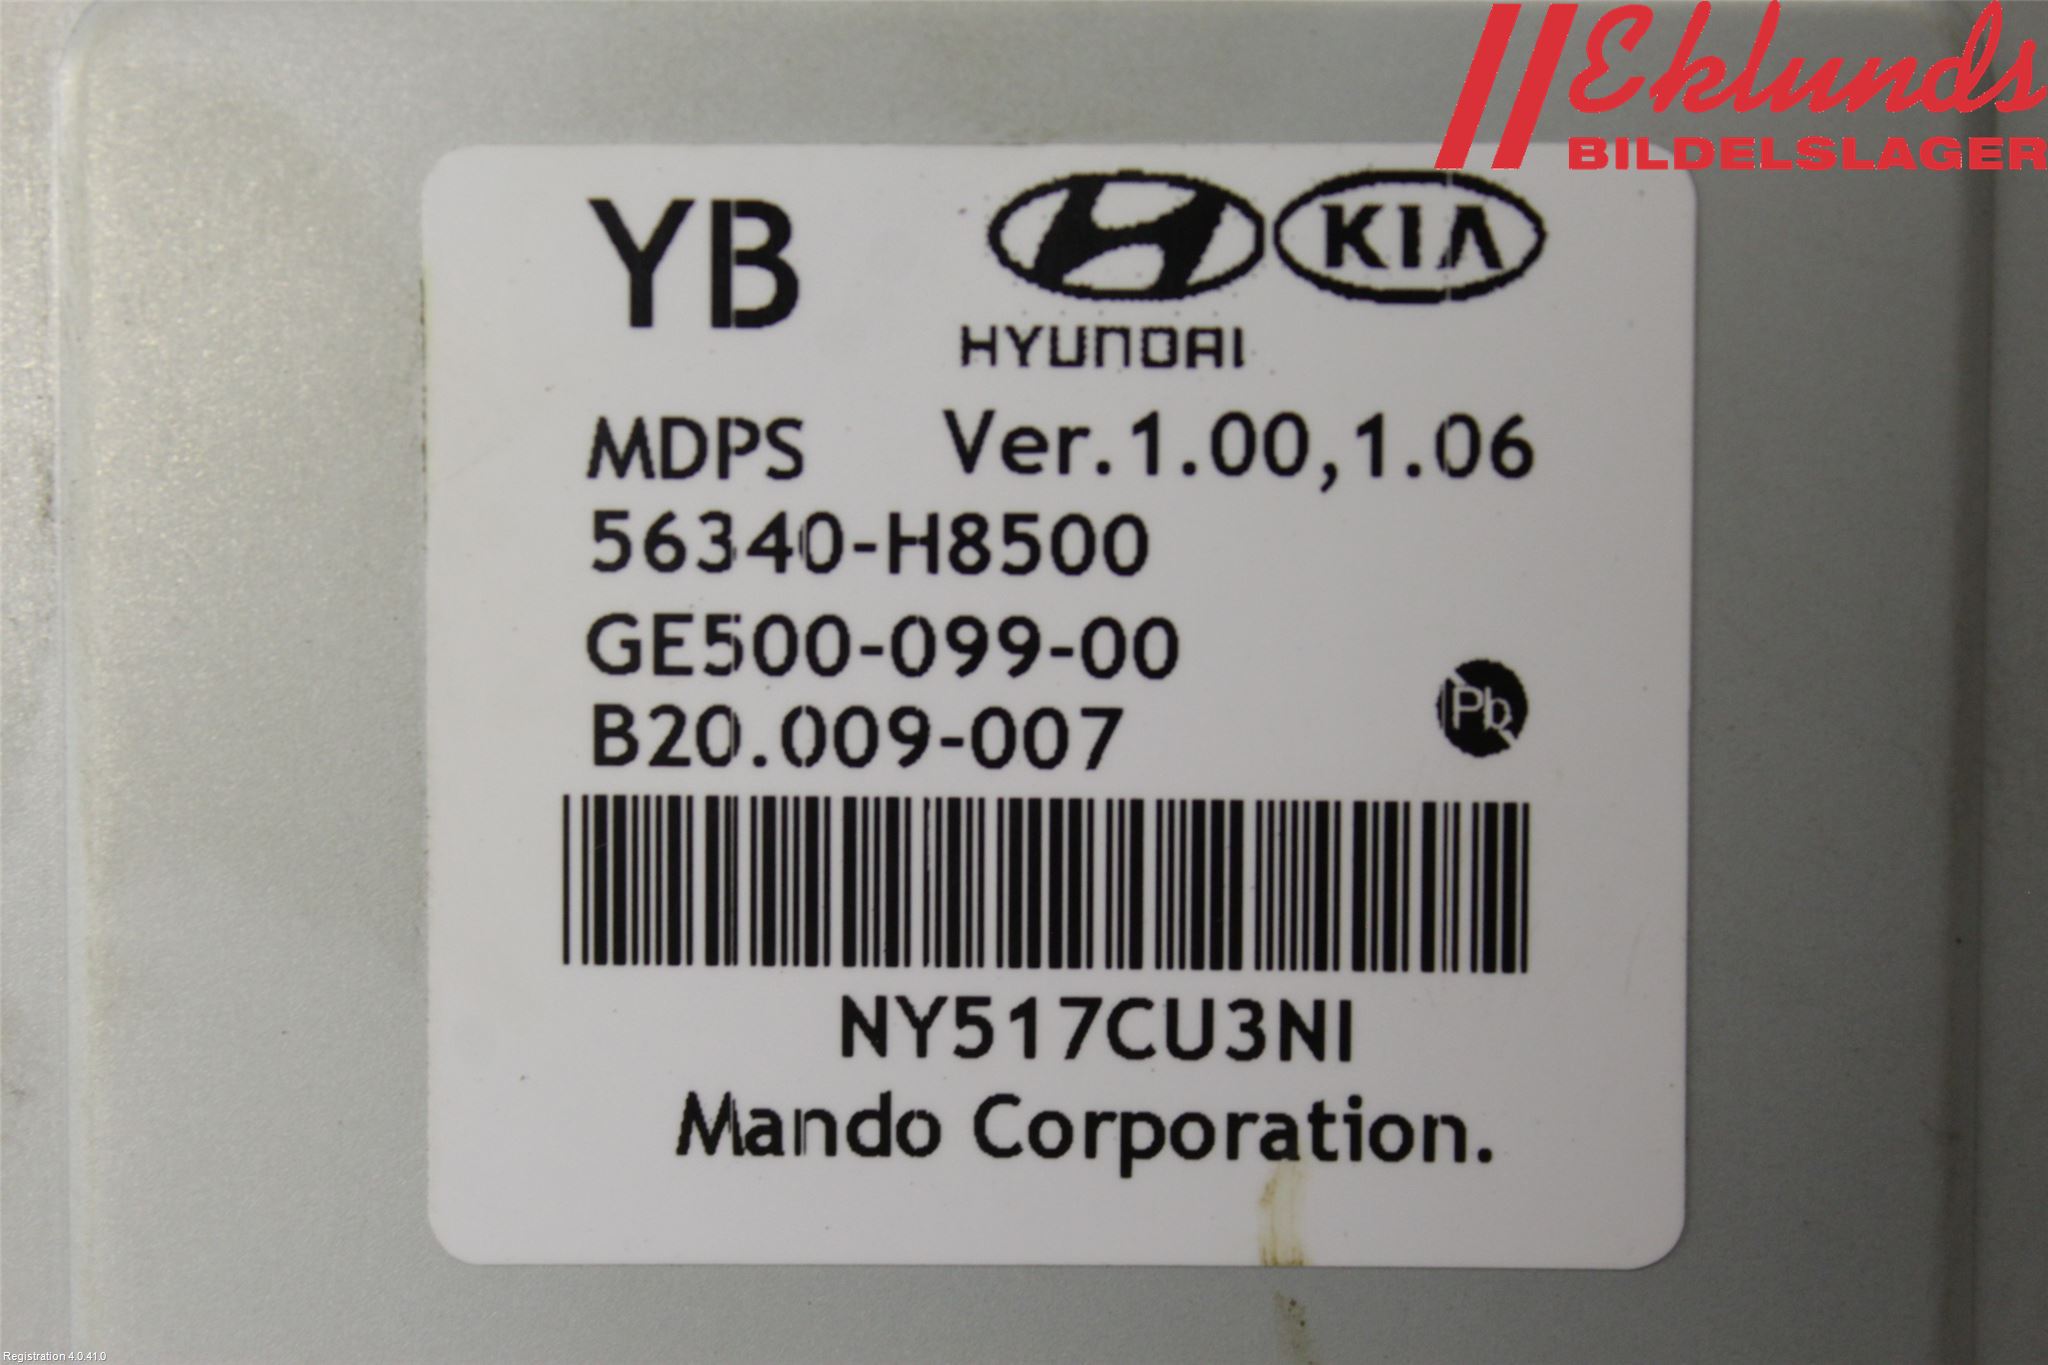 Eklunds
BILDELSLAGER
YB
KIA
HYUNDAI
MDPS Ver.1.00,1.06
56340-H8500
GE500-099-00
B20.009-007
Pb
NY517CU3NI
Mando Corporation.
Registration 4.0.41.0